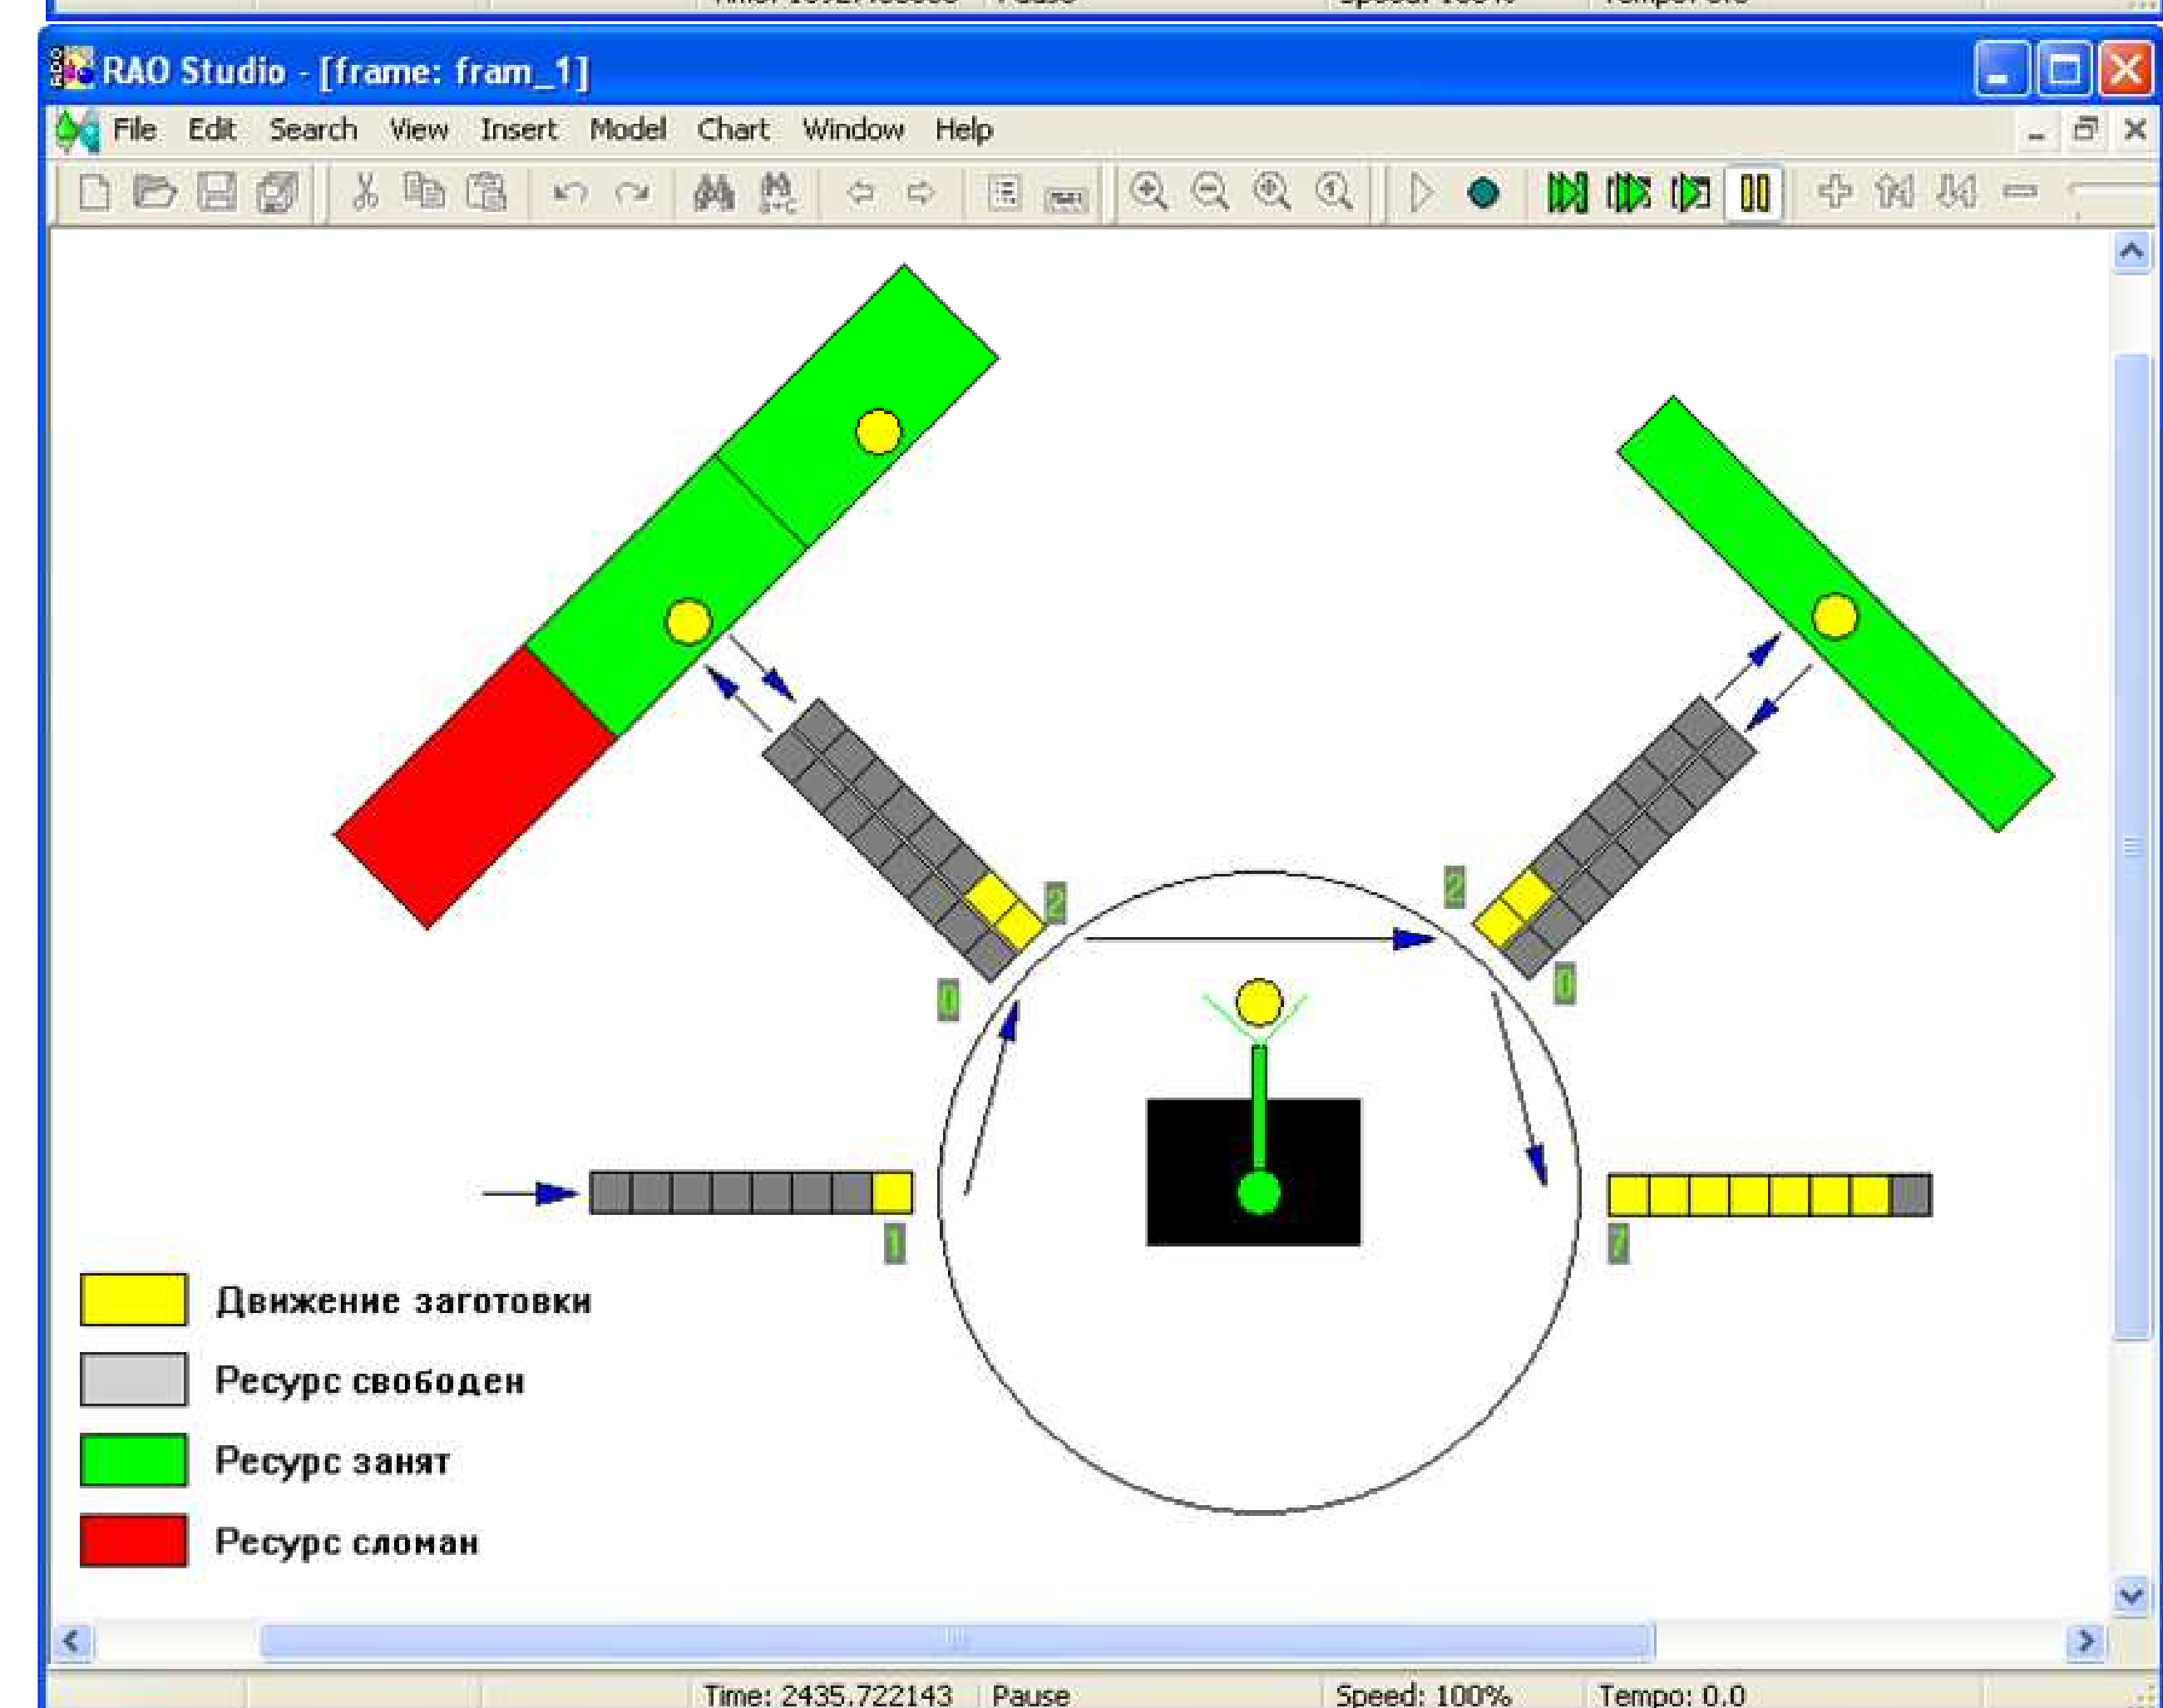 RAO Studio - [frame: fram_1]
File Edit Search View Insert Model Chart Window Help
2
2
0
0
1
7
Движение заготовки
Ресурс свободен
Ресурс занят
Ресурс сломан
Time: 2435.722143 Pause Speed: 100% Tempo: 0.0